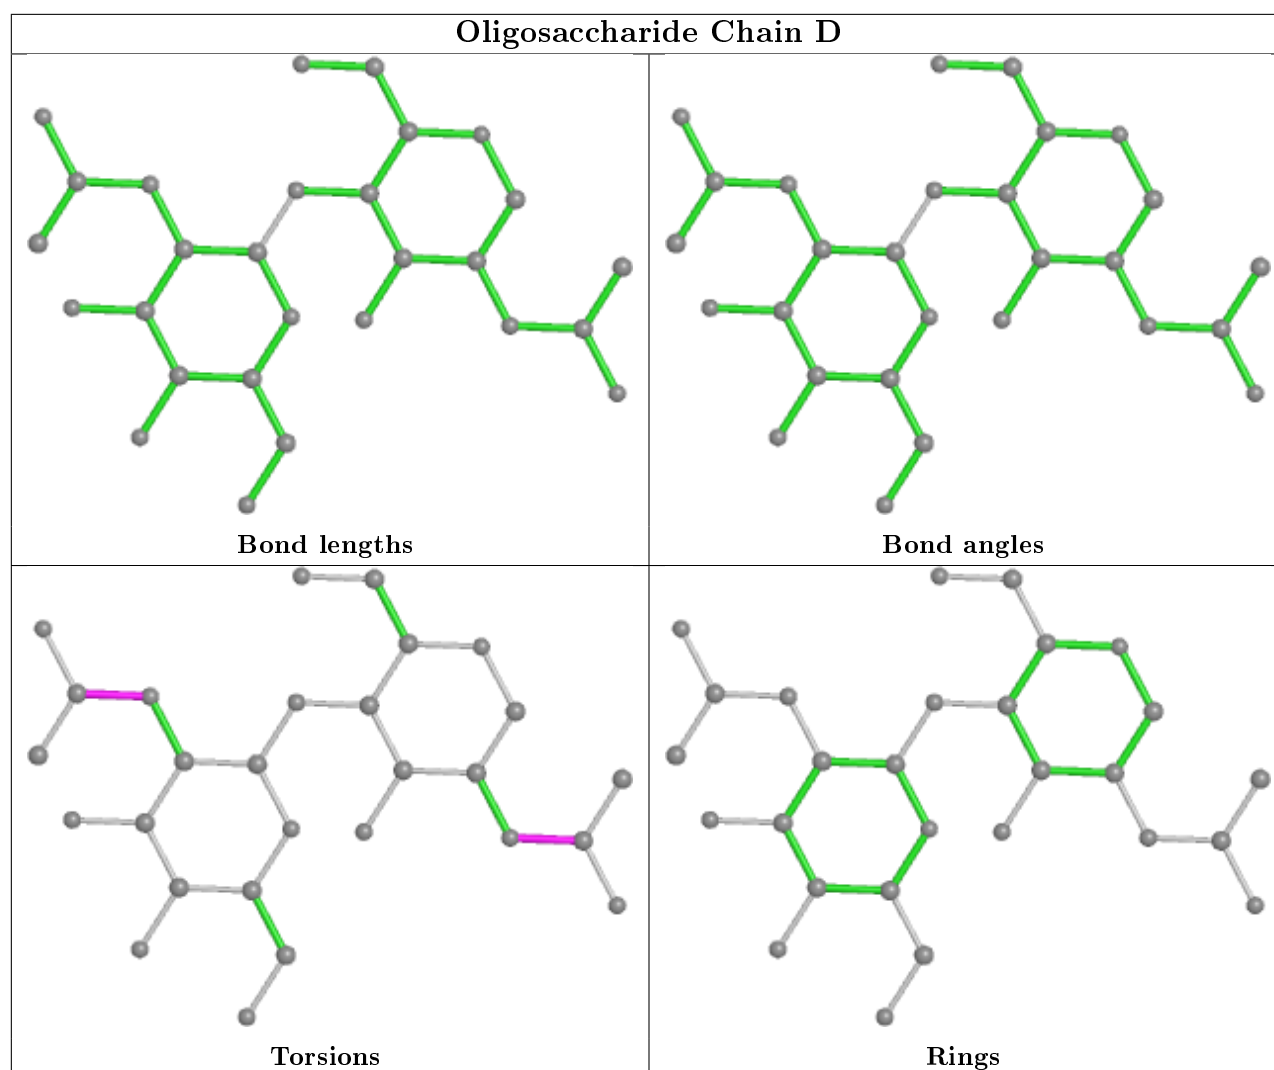 Oligosaccharide Chain D
Bond lengths
Bond angles
Torsions
Rings